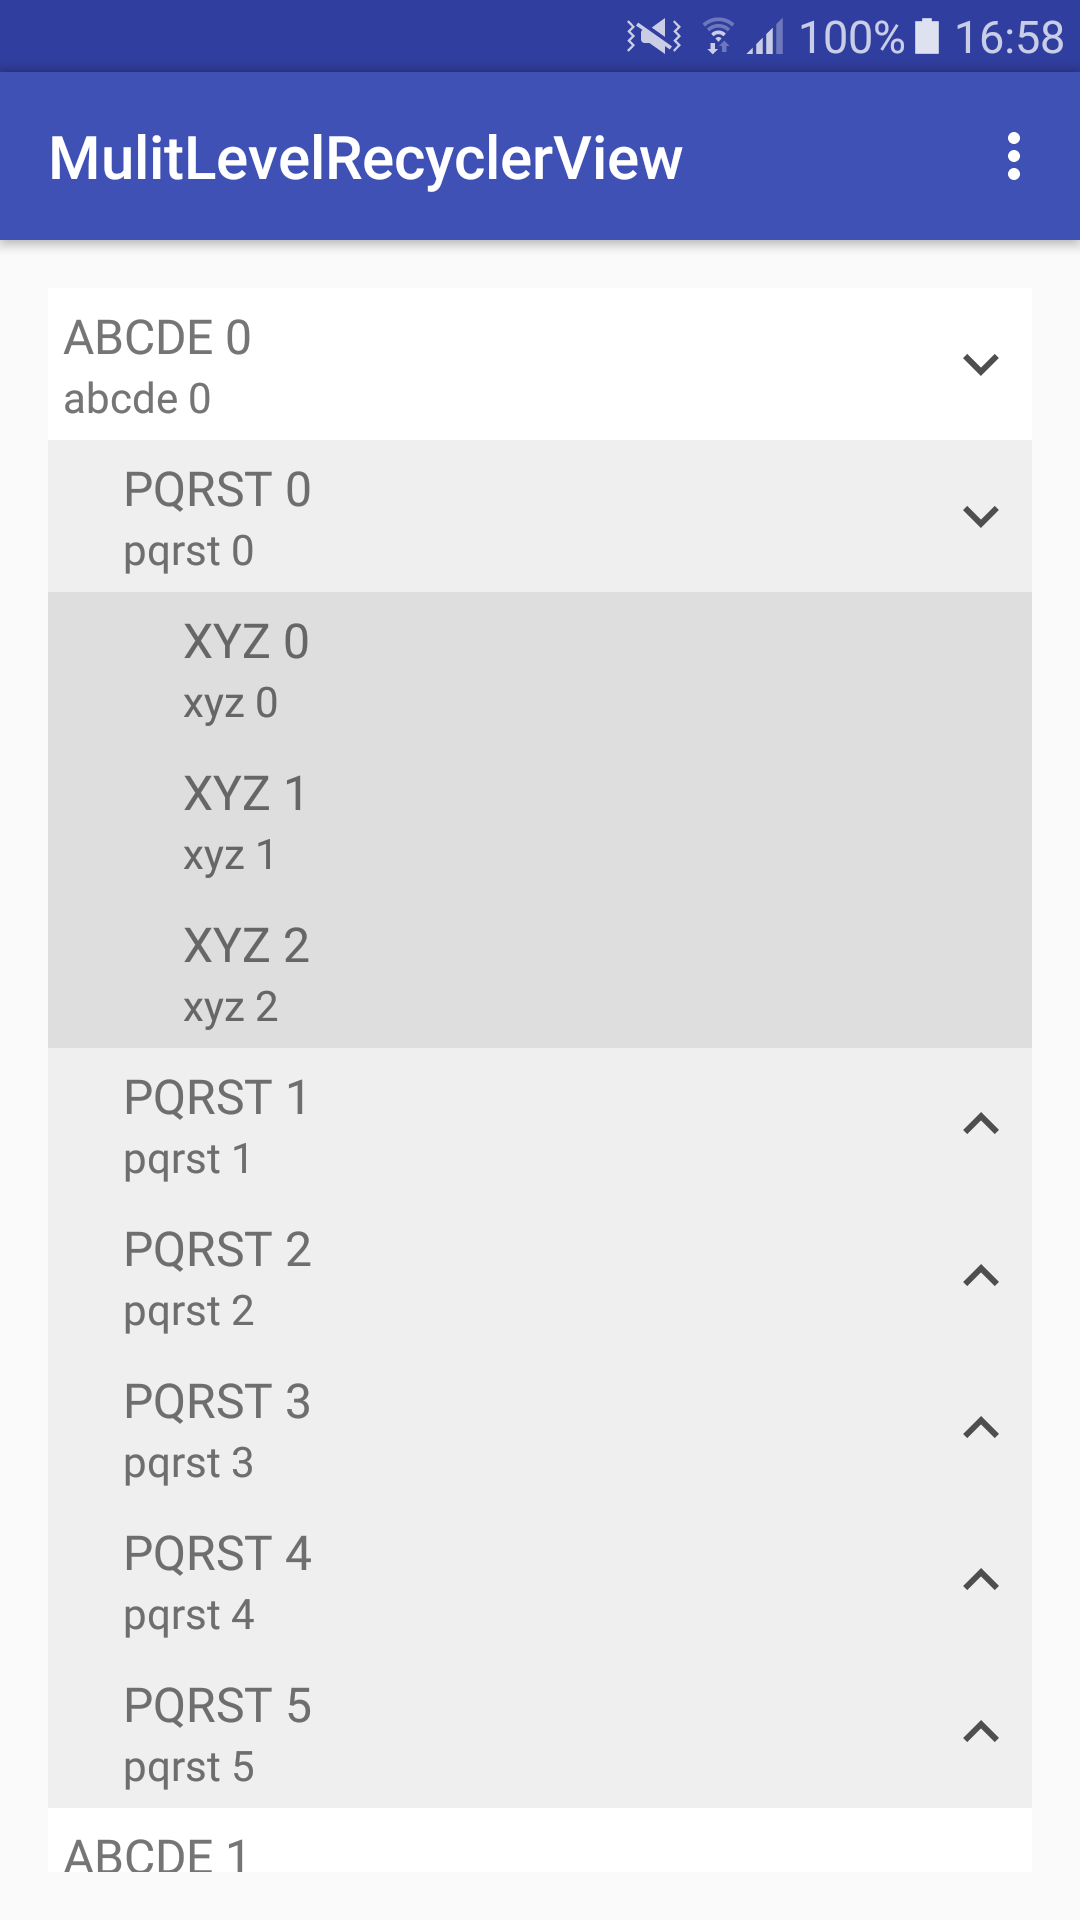 100% 16:58
MulitLevelRecyclerView
ABCDE 0
abcde 0
PQRST 0
pqrst 0
XYZ 0
xyz 0
XYZ 1
xyz 1
XYZ 2
xyz 2
PQRST 1
pqrst 1
PQRST 2
pqrst 2
PQRST 3
pqrst 3
PQRST 4
pqrst 4
PQRST 5
pqrst 5
ABCDE 1